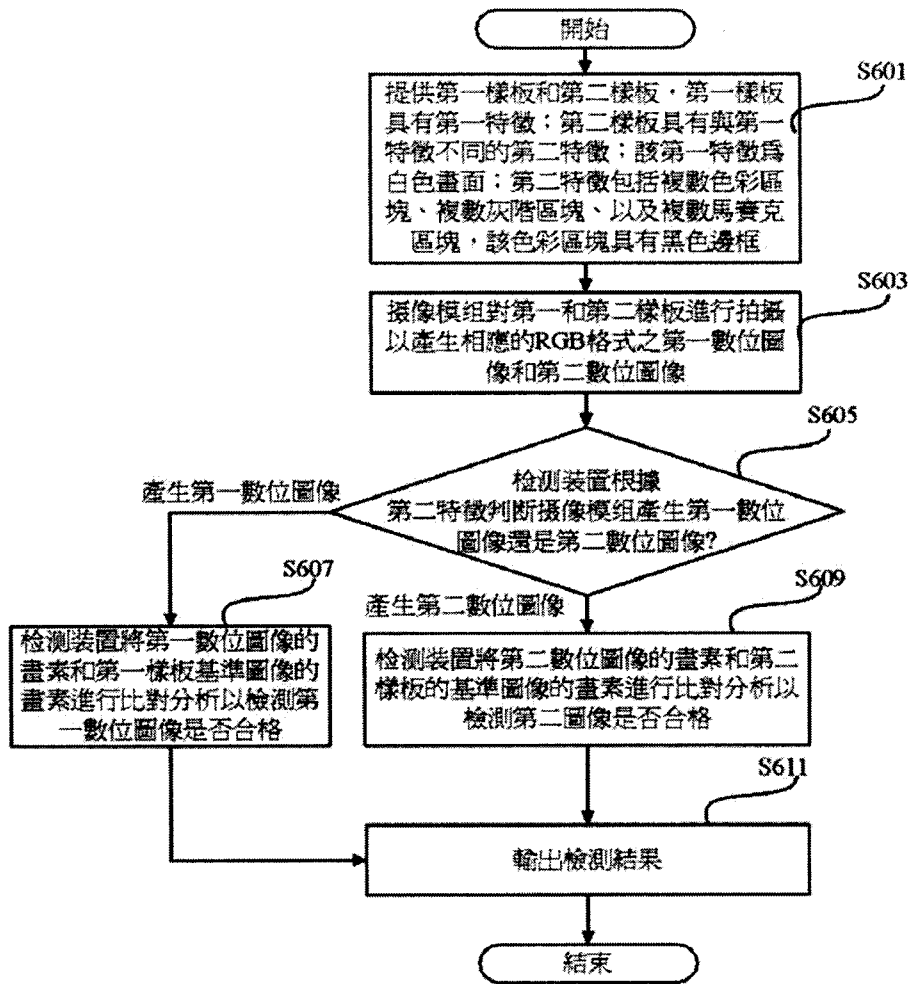 開始
S601
提供第一樣板和第二樣板，第一樣板
具有第一特徵；第二樣板具有與第一
特徵不同的第二特徵；該第一特徵爲
白色畫面；第二特徵包括複數色彩區
塊、複數灰階區塊、以及複數馬賽克
區塊，該色彩區塊具有黑色邊框
S603
摄像模组對第一和第二樣板進行拍攝
以產生相應的RGB格式之第一數位圖
像和第二數位圖像
S605
检测装置根據
第二特徵判断摄像模组產生第一數位
圖像還是第二數位圖像?
產生第一數位圖像
S607
检测装置將第一數位圖像的
畫素和第一樣板基準圖像的
畫素進行比對分析以檢測第
一數位圖像是否合格
產生第二數位圖像
S609
检测装置將第二數位圖像的畫素和第二
樣板的基準圖像的畫素進行比對分析以
檢測第二圖像是否合格
S611
輸出檢測結果
結束